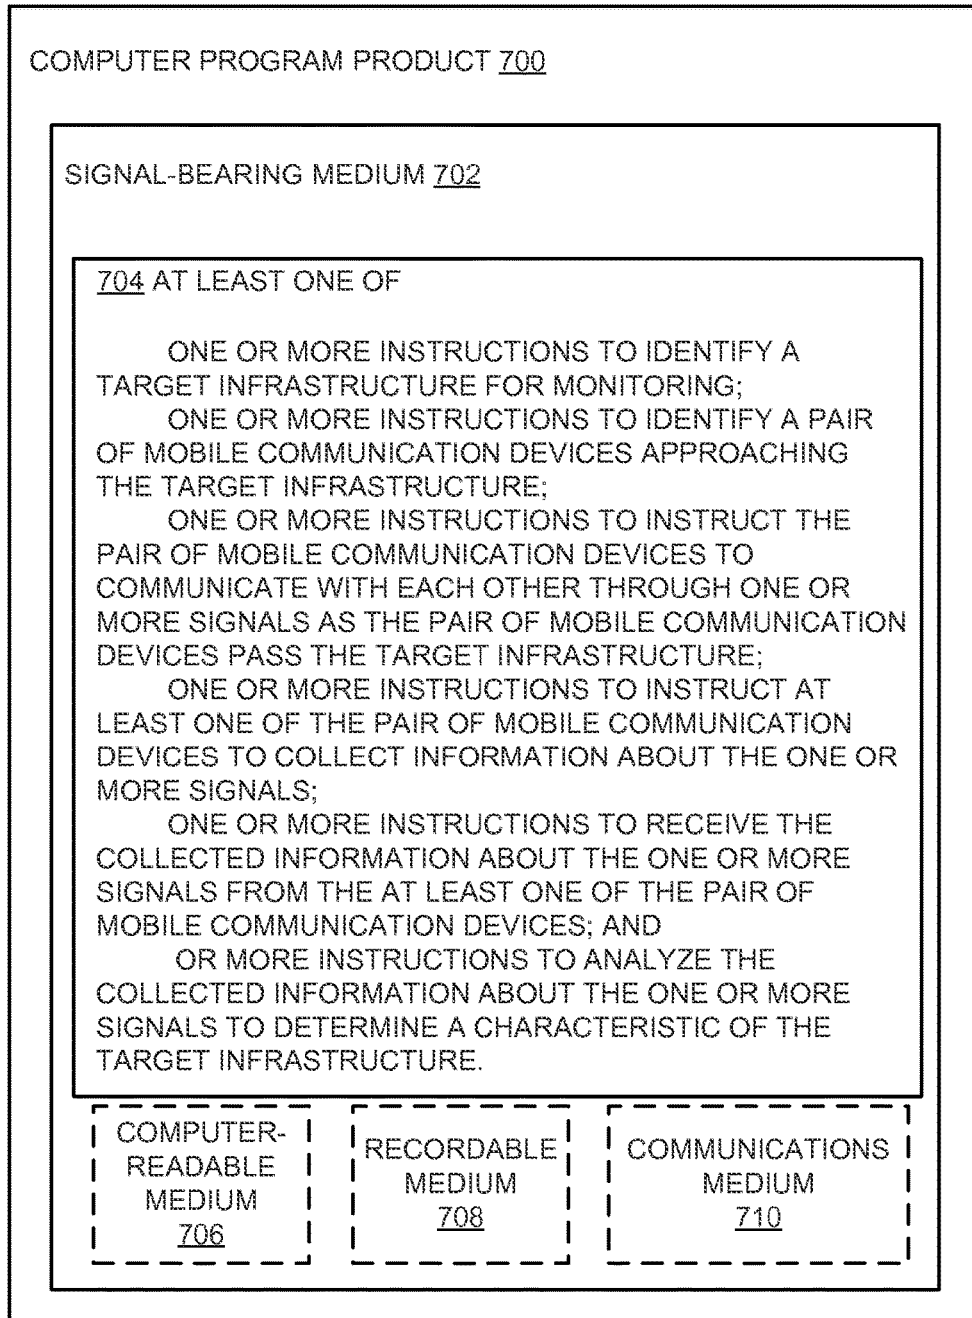 COMPUTER PROGRAM PRODUCT 700
SIGNAL-BEARING MEDIUM 702
704 AT LEAST ONE OF
ONE OR MORE INSTRUCTIONS TO IDENTIFY A
TARGET INFRASTRUCTURE FOR MONITORING;
ONE OR MORE INSTRUCTIONS TO IDENTIFY A PAIR
OF MOBILE COMMUNICATION DEVICES APPROACHING
THE TARGET INFRASTRUCTURE;
ONE OR MORE INSTRUCTIONS TO INSTRUCT THE
PAIR OF MOBILE COMMUNICATION DEVICES TO
COMMUNICATE WITH EACH OTHER THROUGH ONE OR
MORE SIGNALS AS THE PAIR OF MOBILE COMMUNICATION
DEVICES PASS THE TARGET INFRASTRUCTURE;
ONE OR MORE INSTRUCTIONS TO INSTRUCT AT
LEAST ONE OF THE PAIR OF MOBILE COMMUNICATION
DEVICES TO COLLECT INFORMATION ABOUT THE ONE OR
MORE SIGNALS;
ONE OR MORE INSTRUCTIONS TO RECEIVE THE
COLLECTED INFORMATION ABOUT THE ONE OR MORE
SIGNALS FROM THE AT LEAST ONE OF THE PAIR OF
MOBILE COMMUNICATION DEVICES; AND
OR MORE INSTRUCTIONS TO ANALYZE THE
COLLECTED INFORMATION ABOUT THE ONE OR MORE
SIGNALS TO DETERMINE A CHARACTERISTIC OF THE
TARGET INFRASTRUCTURE.
COMPUTER-
READABLE
MEDIUM
706
RECORDABLE
MEDIUM
708
COMMUNICATIONS
MEDIUM
710